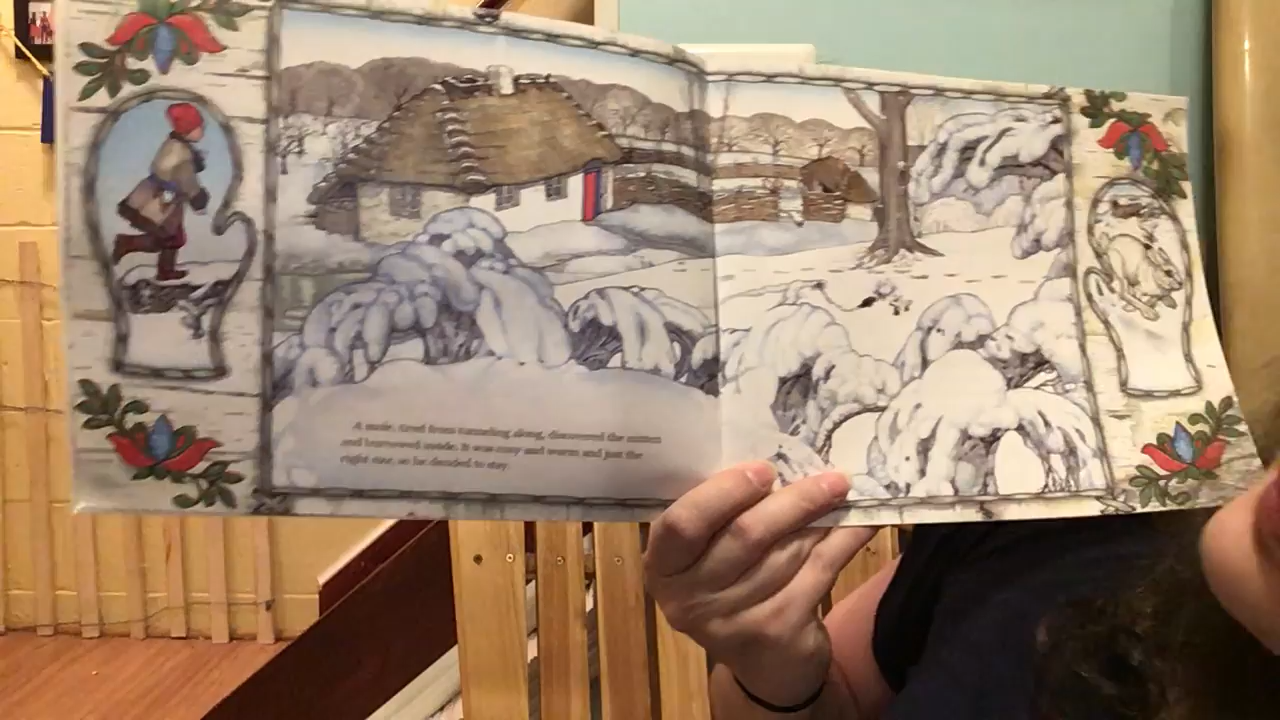 A mole, tired from tunneling along, discovered the mitten
and burrowed inside. It was cozy and warm and just the
right size, so he decided to stay.